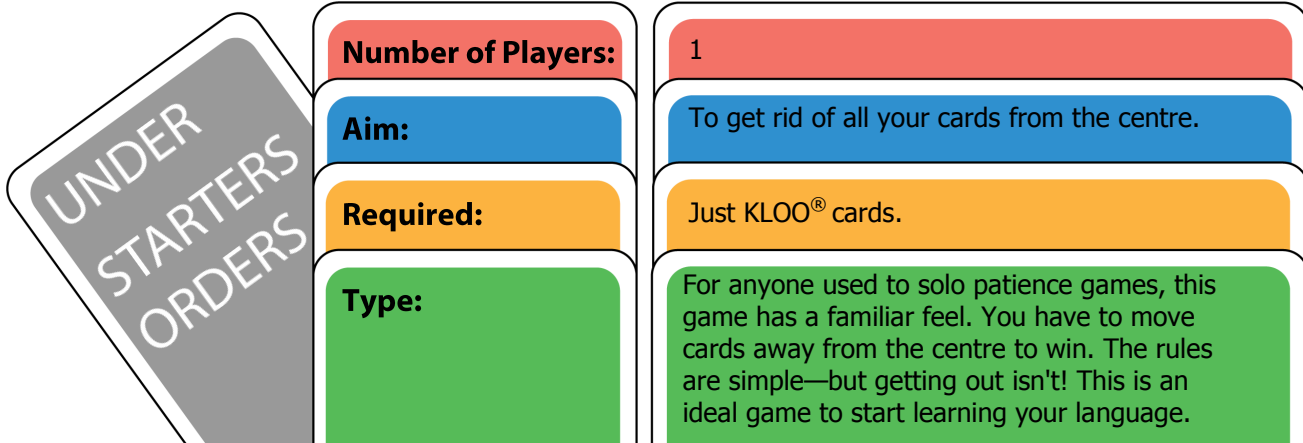 UNDER
STARTERS
ORDERS
Number of Players:
1
Aim:
To get rid of all your cards from the centre.
Required:
Just KLOO® cards.
Type:
For anyone used to solo patience games, this
game has a familiar feel. You have to move
cards away from the centre to win. The rules
are simple—but getting out isn't! This is an
ideal game to start learning your language.